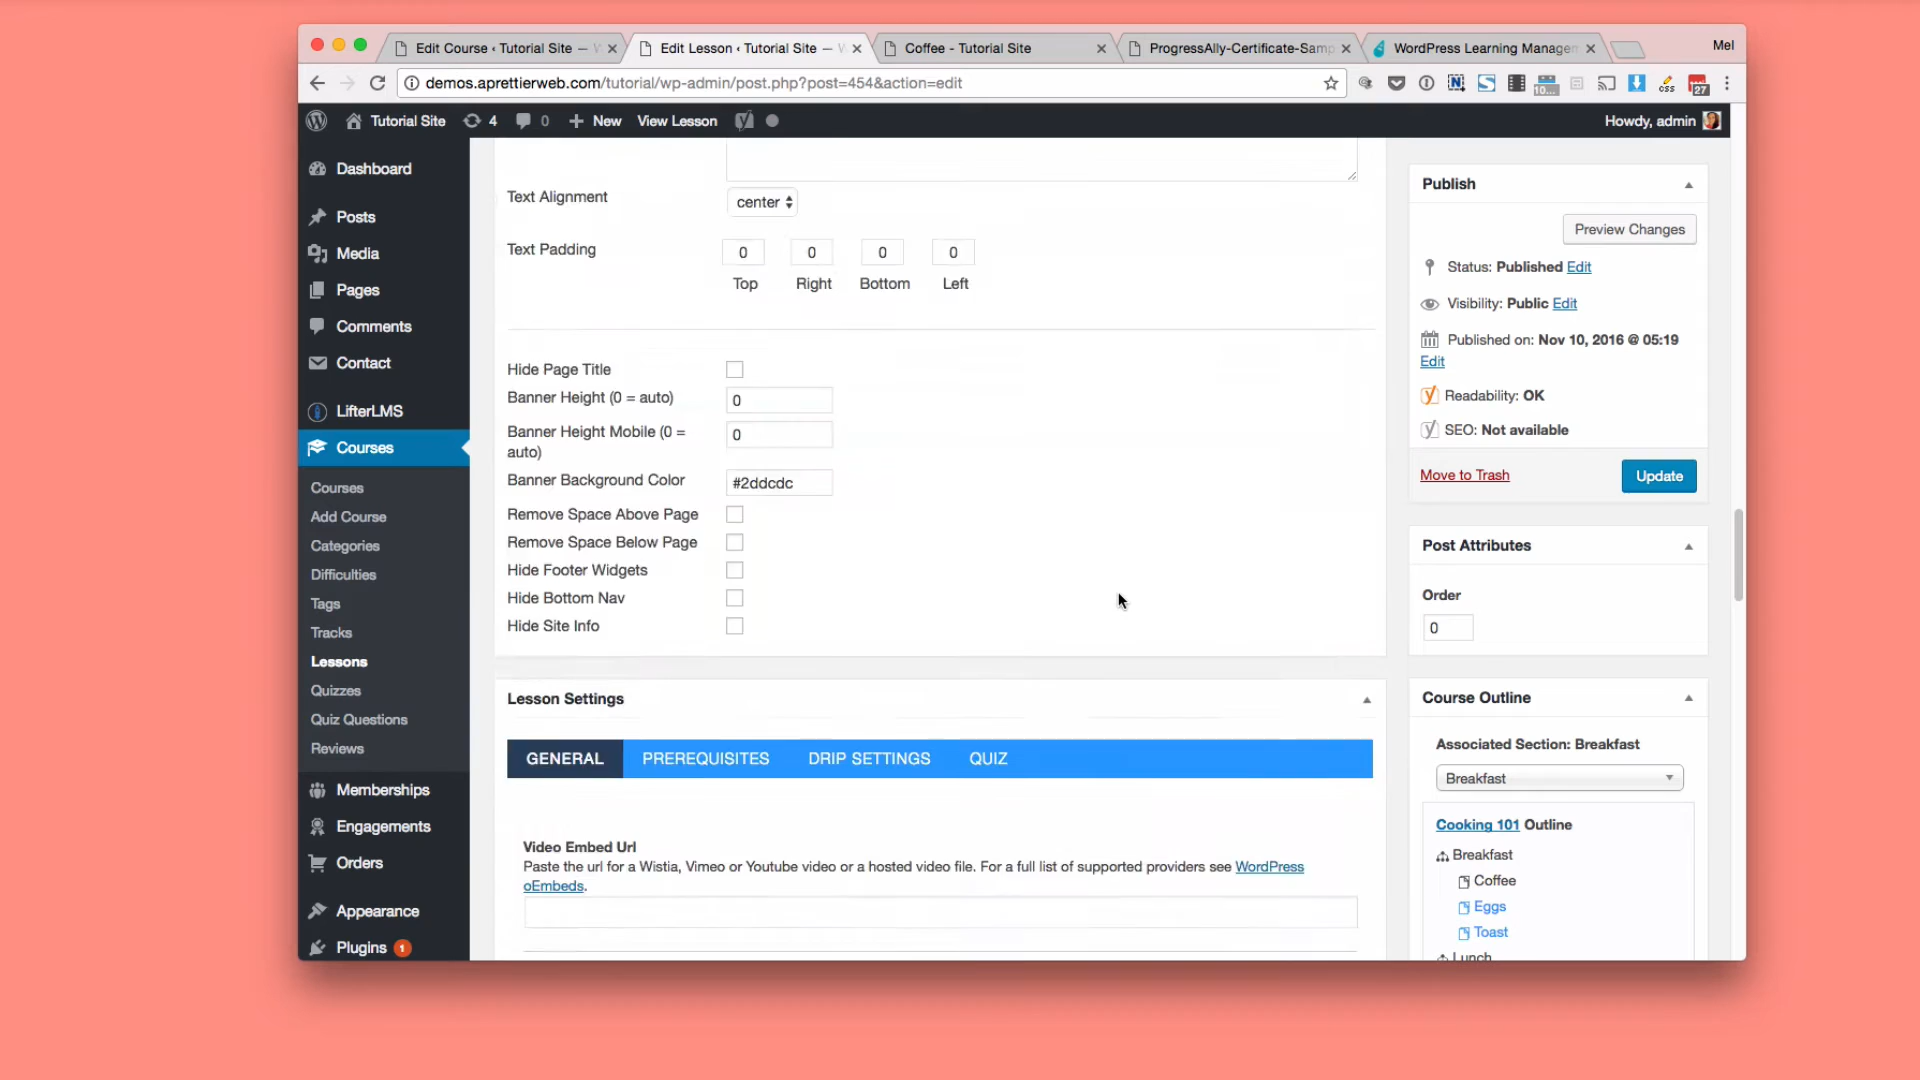 Edit Course ‹ Tutorial Site —
Edit Lesson ‹ Tutorial Site —
Coffee - Tutorial Site
ProgressAlly-Certificate-Samp
WordPress Learning Managem
Mel
demos.aprettierweb.com/tutorial/wp-admin/post.php?post=454&action=edit
10...
css
27
Tutorial Site
4
0
New
View Lesson
Howdy, admin
Dashboard
Posts
Media
Pages
Comments
Contact
LifterLMS
Courses
Courses
Add Course
Categories
Difficulties
Tags
Tracks
Lessons
Quizzes
Quiz Questions
Reviews
Memberships
Engagements
Orders
Appearance
Plugins 1
Text Alignment
center
Text Padding
0 0 0 0
Top Right Bottom Left
Hide Page Title
Banner Height (0 = auto)
0
Banner Height Mobile (0 =
auto)
0
Banner Background Color
#2ddcdc
Remove Space Above Page
Remove Space Below Page
Hide Footer Widgets
Hide Bottom Nav
Hide Site Info
Lesson Settings
GENERAL PREREQUISITES DRIP SETTINGS QUIZ
Video Embed Url
Paste the url for a Wistia, Vimeo or Youtube video or a hosted video file. For a full list of supported providers see WordPress
oEmbeds.
Publish
Preview Changes
Status: Published Edit
Visibility: Public Edit
Published on: Nov 10, 2016 @ 05:19
Edit
Readability: OK
SEO: Not available
Move to Trash
Update
Post Attributes
Order
0
Course Outline
Associated Section: Breakfast
Breakfast
Cooking 101 Outline
Breakfast
Coffee
Eggs
Toast
Lunch